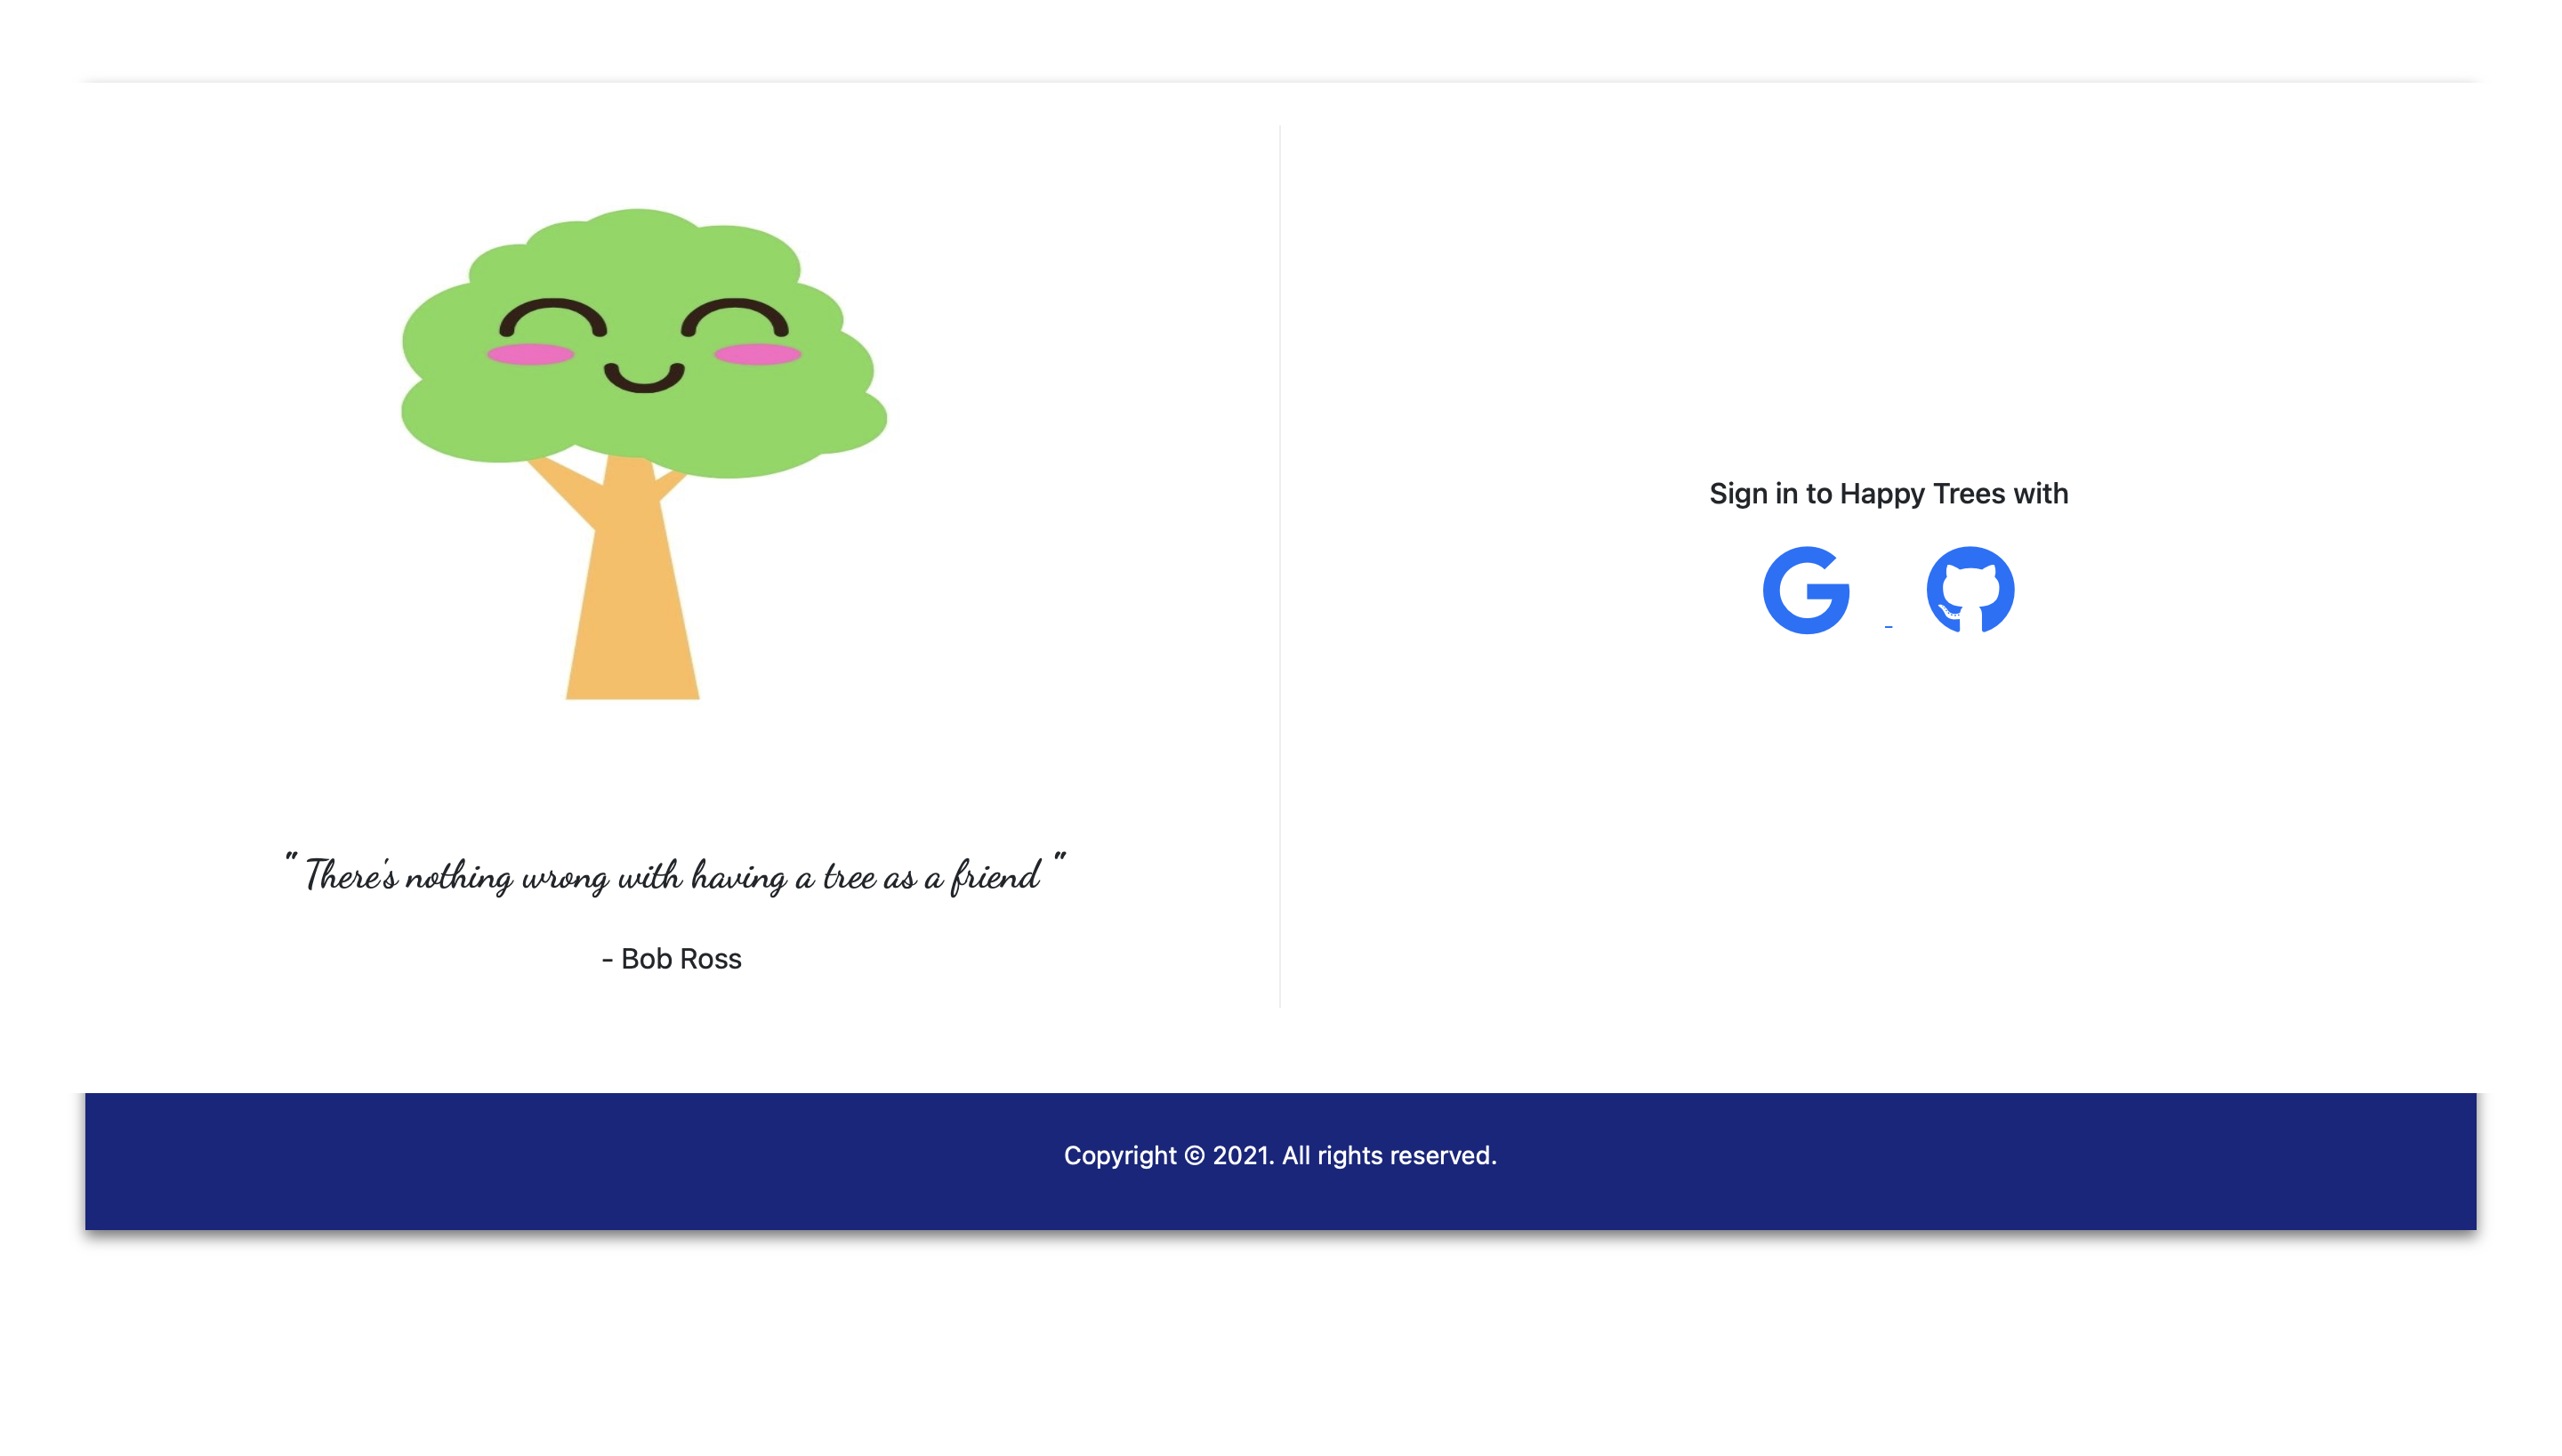 " There's nothing wrong with having a tree as a friend "
- Bob Ross
Sign in to Happy Trees with
Copyright © 2021. All rights reserved.